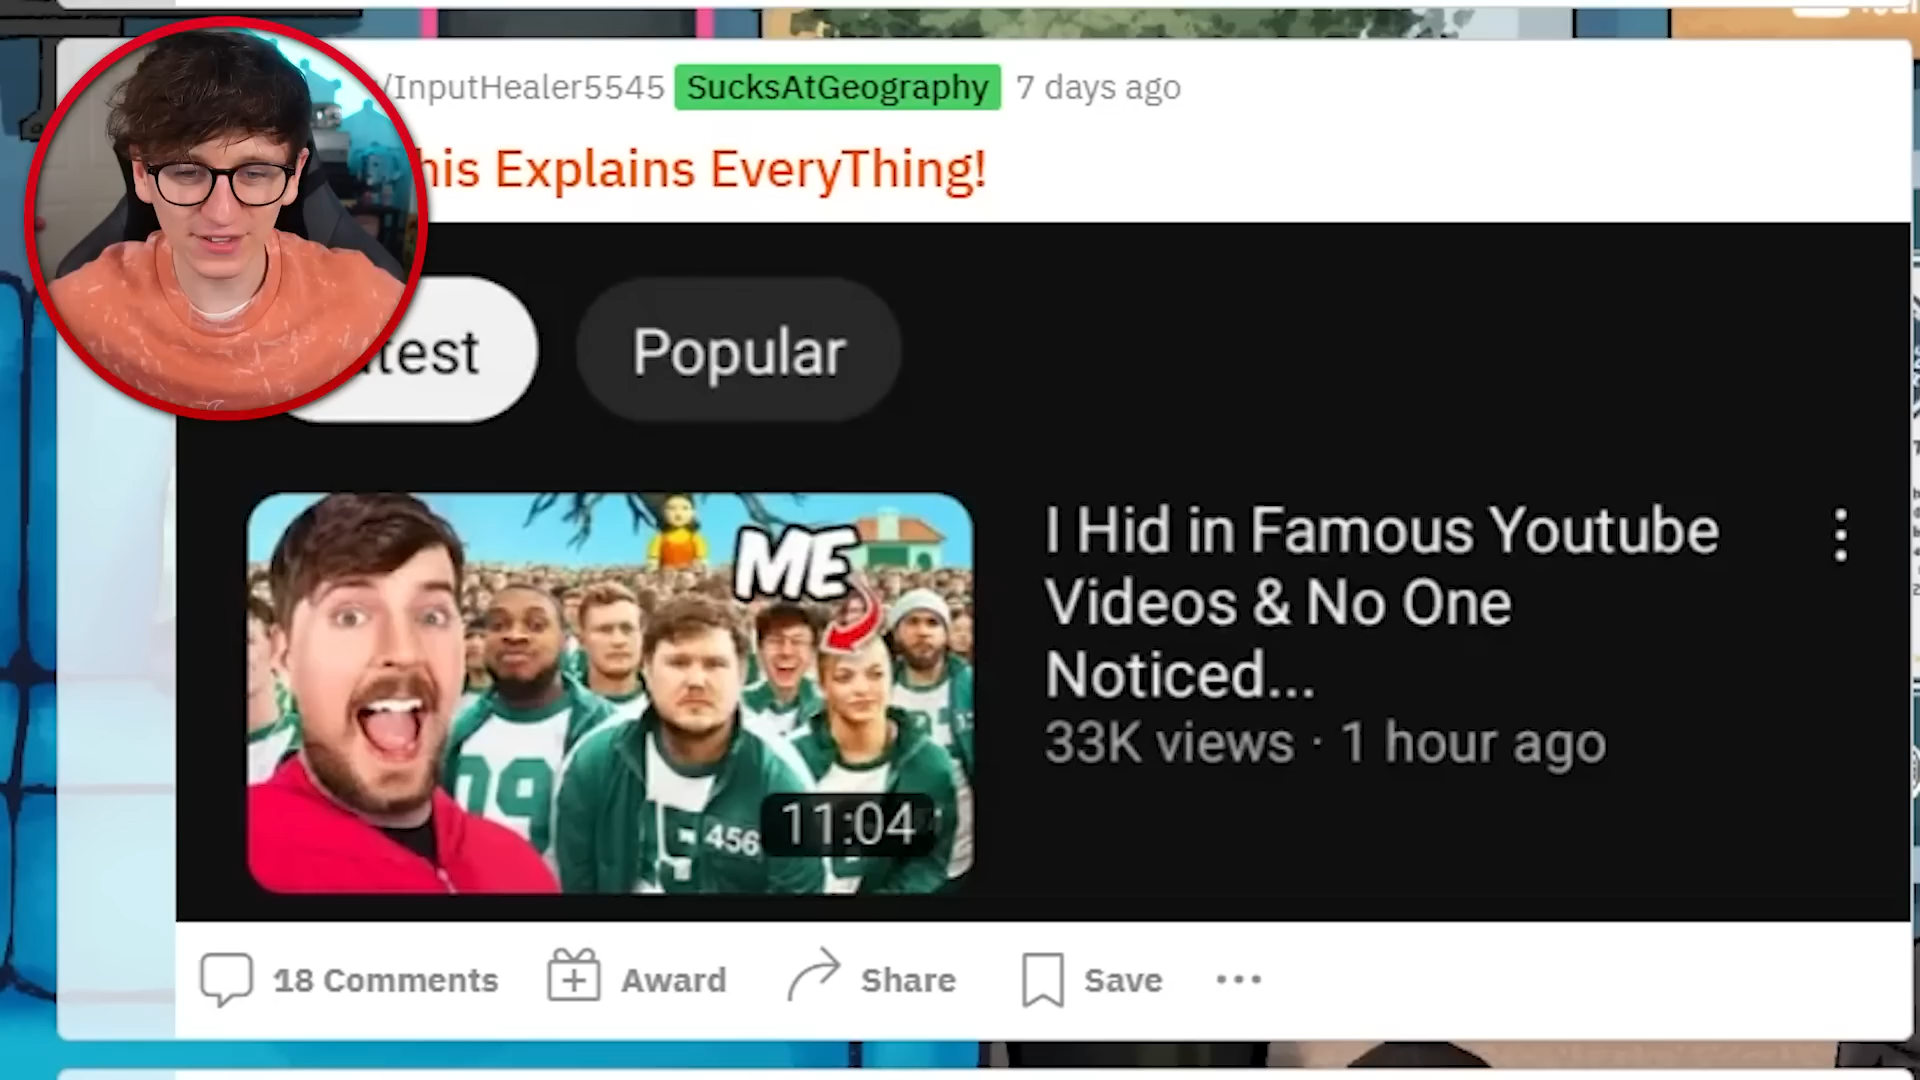 /InputHealer5545 SucksAtGeography 7 days ago
his Explains EveryThing!
test Popular
ME
I Hid in Famous Youtube
Videos & No One
Noticed...
33K views · 1 hour ago
09
456
11:04
18 Comments Award Share Save